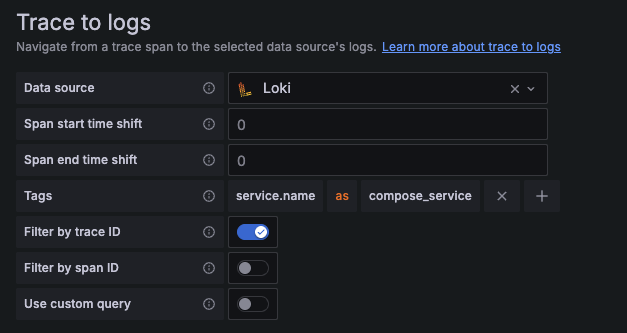 Trace to logs
Navigate from a trace span to the selected data source's logs. Learn more about trace to logs
Data source Loki
Span start time shift 0
Span end time shift 0
Tags service.name as compose_service
Filter by trace ID
Filter by span ID
Use custom query